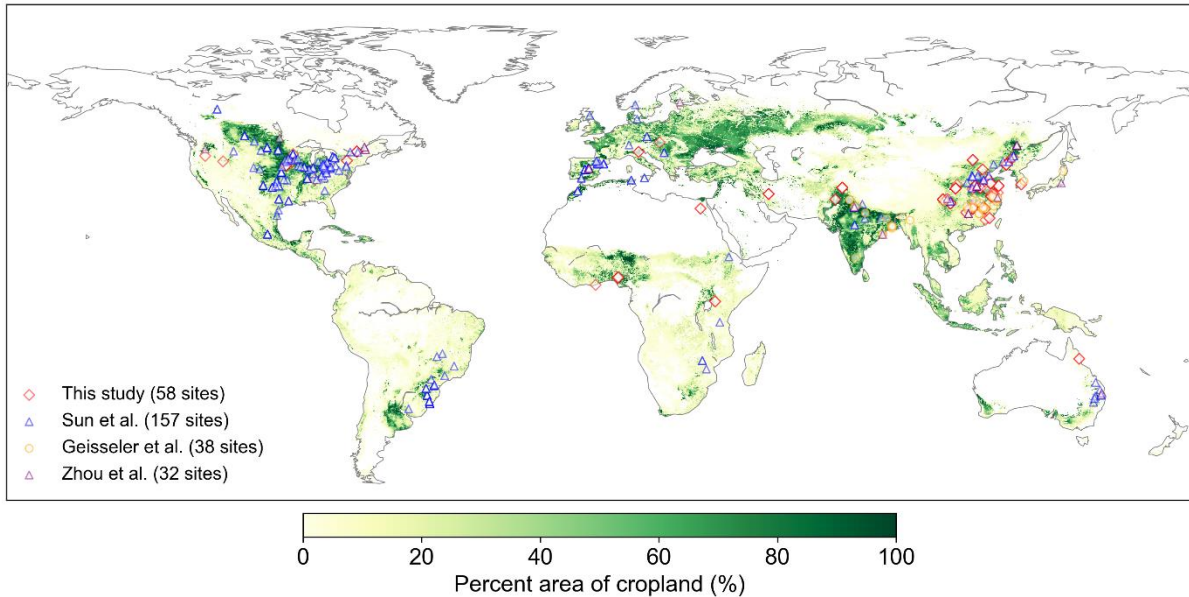 This study (58 sites)
Sun et al. (157 sites)
Geisseler et al. (38 sites)
Zhou et al. (32 sites)
0 20 40 60 80 100
Percent area of cropland (%)